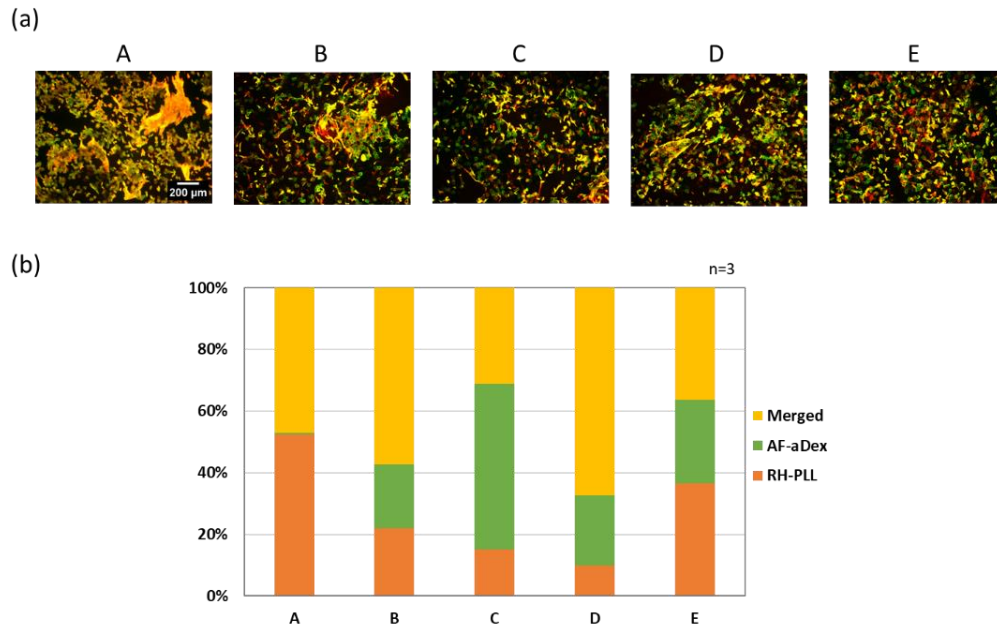 (a)
A B C D E
200 µm
(b)
n=3
100%
80%
60%
40%
20%
0%
Merged
AF-aDex
RH-PLL
A B C D E